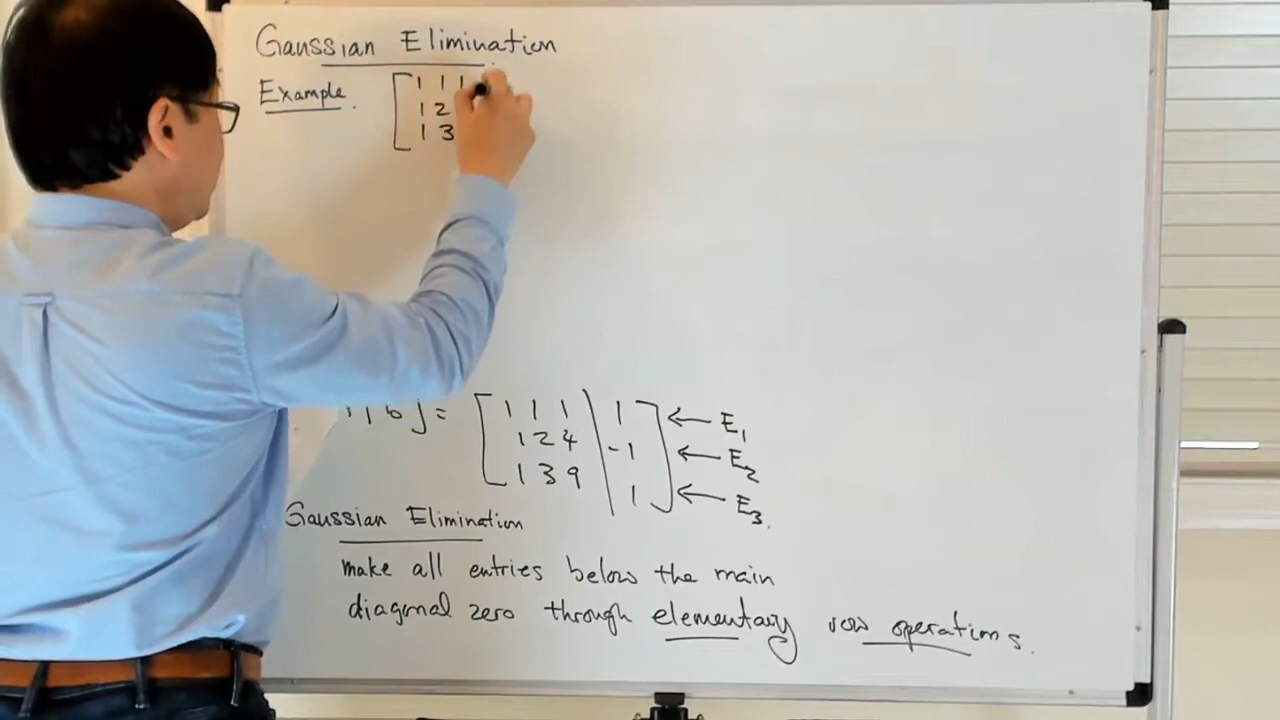 Gaussian Elimination
Example. [ 1 1 1
1 2
1 3
b ] = [ 1 1 1 | 1 ] ← E1
1 2 4 | -1 ← E2
1 3 9 | 1 ← E3.
Gaussian Elimination
make all entries below the main
diagonal zero through elementary row operations.